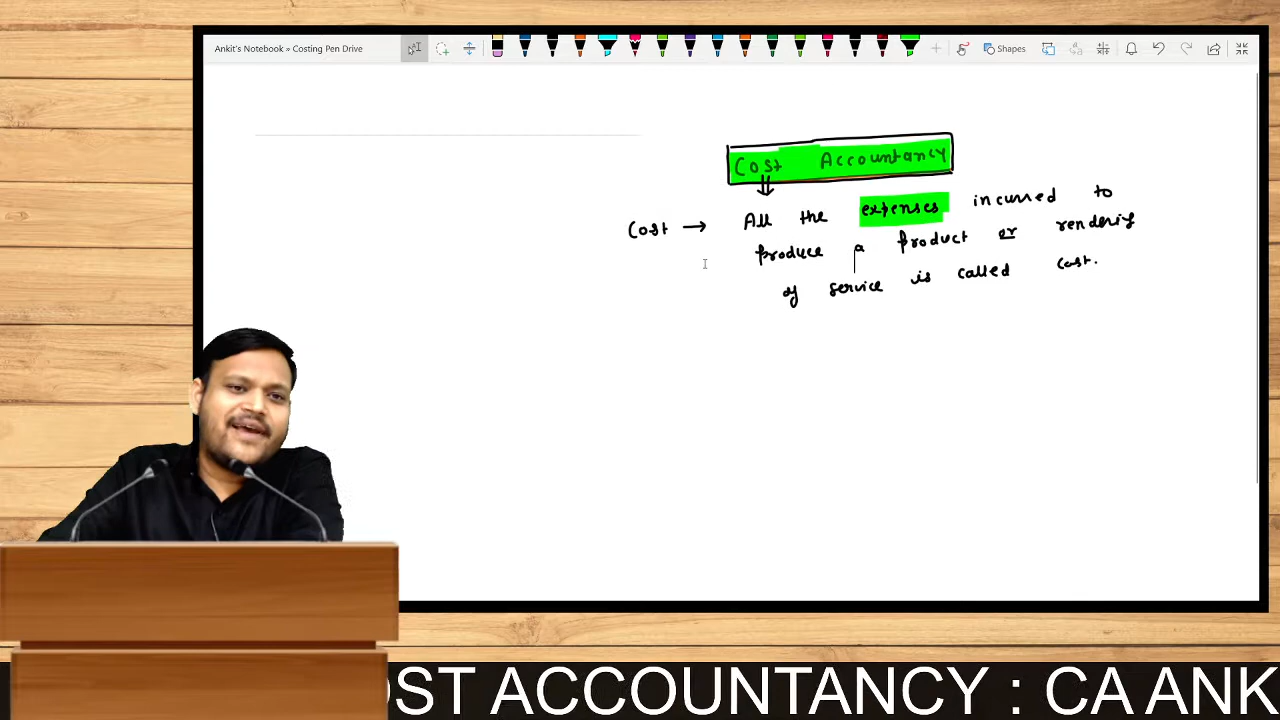 Ankit's Notebook » Costing Pen Drive
Shapes
Cost Accountancy
Cost → All the expenses incurred to
produce a product or rendering
of service is called cost.
OST ACCOUNTANCY : CA ANK